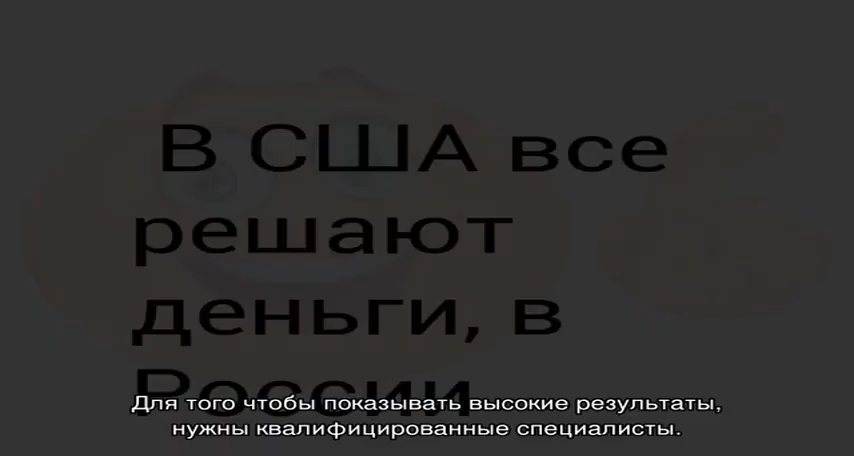 В США все
решают
деньги, в
России
Для того чтобы показывать высокие результаты,
нужны квалифицированные специалисты.